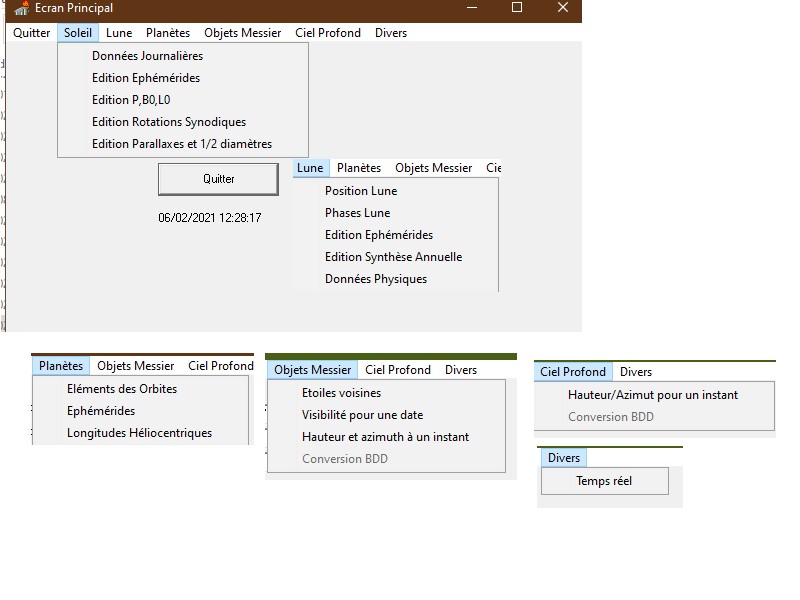 Ecran Principal
Quitter Soleil Lune Planètes Objets Messier Ciel Profond Divers
Données Journalières
Edition Ephémérides
Edition P,B0,L0
Edition Rotations Synodiques
Edition Parallaxes et 1/2 diamètres
Quitter
06/02/2021 12:28:17
Lune Planètes Objets Messier Cie
Position Lune
Phases Lune
Edition Ephémérides
Edition Synthèse Annuelle
Données Physiques
Planètes Objets Messier Ciel Profond
Eléments des Orbites
Ephémérides
Longitudes Héliocentriques
Objets Messier Ciel Profond Divers
Etoiles voisines
Visibilité pour une date
Hauteur et azimuth à un instant
Conversion BDD
Ciel Profond Divers
Hauteur/Azimut pour un instant
Conversion BDD
Divers
Temps réel